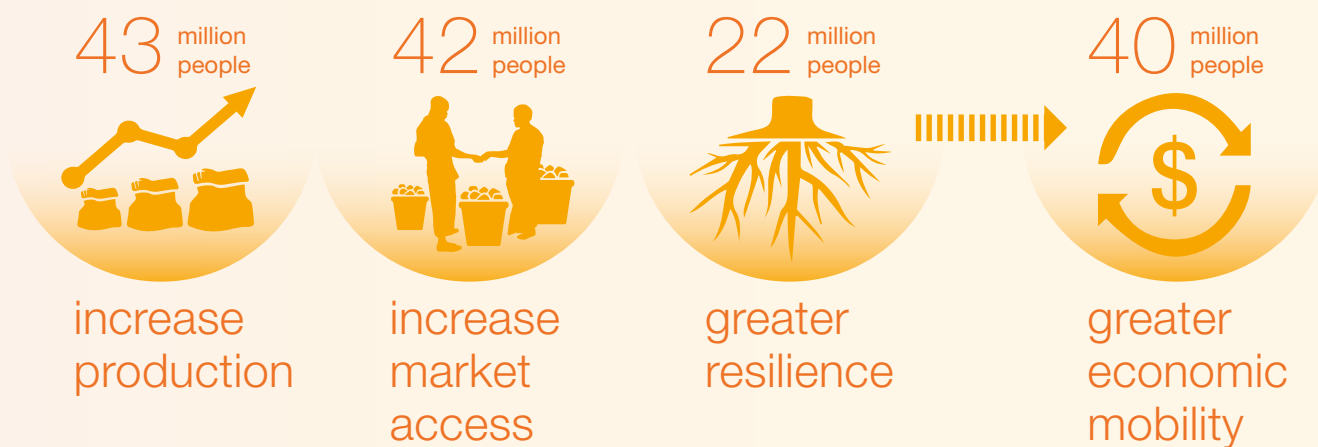 43 million
people
increase
production
42 million
people
increase
market
access
22 million
people
greater
resilience
40 million
people
$
greater
economic
mobility